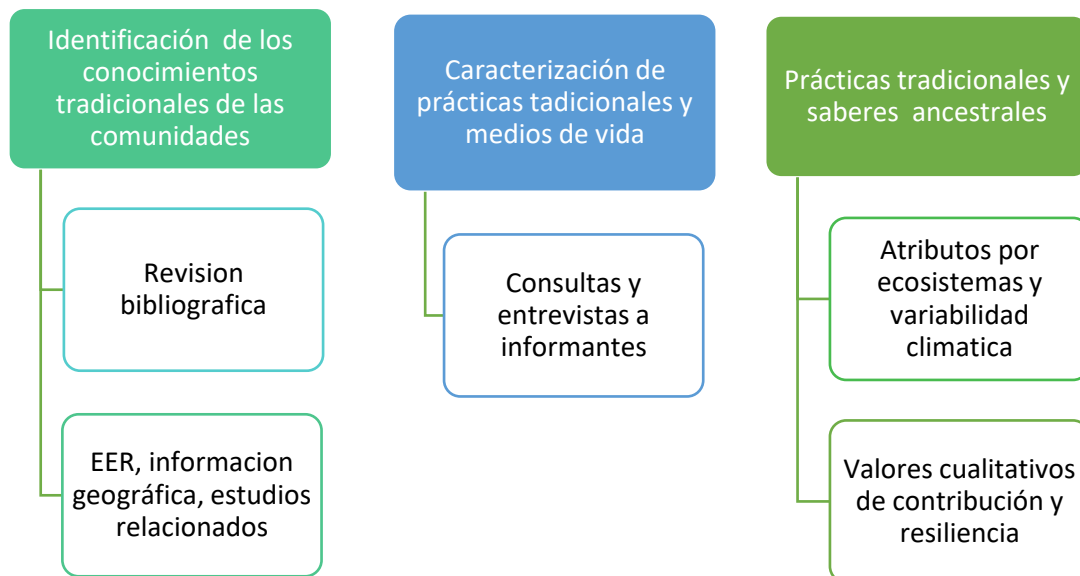 Identificación de los
conocimientos
tradicionales de las
comunidades
Revision
bibliografica
EER, informacion
geográfica, estudios
relacionados
Caracterización de
prácticas tadicionales y
medios de vida
Consultas y
entrevistas a
informantes
Prácticas tradicionales y
saberes ancestrales
Atributos por
ecosistemas y
variabilidad
climatica
Valores cualitativos
de contribución y
resiliencia